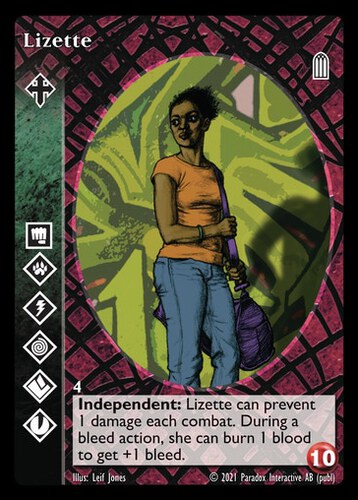 Lizette
4
Independent: Lizette can prevent
1 damage each combat. During a
bleed action, she can burn 1 blood
to get +1 bleed.
10
Illus: Leif Jones
© 2021 Paradox Interactive AB (publ)